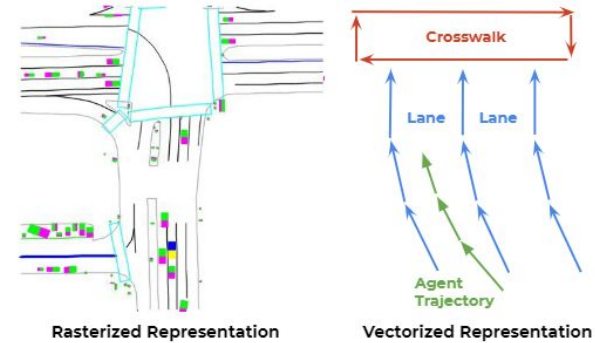 Crosswalk
Lane Lane
Agent
Trajectory
Rasterized Representation
Vectorized Representation